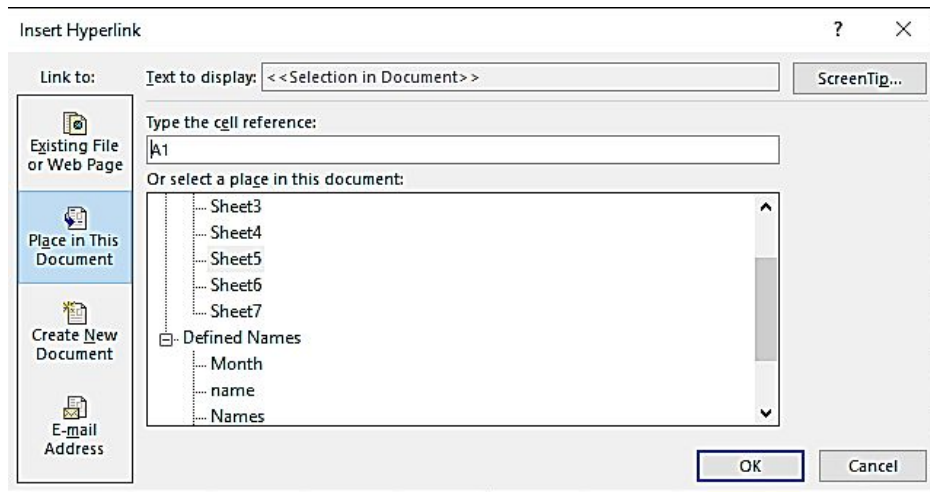 Insert Hyperlink
?
Link to:
Text to display: <<Selection in Document>>
ScreenTip...
Existing File
or Web Page
Place in This
Document
Create New
Document
E-mail
Address
Type the cell reference:
A1
Or select a place in this document:
Sheet3
Sheet4
Sheet5
Sheet6
Sheet7
Defined Names
Month
name
Names
OK
Cancel